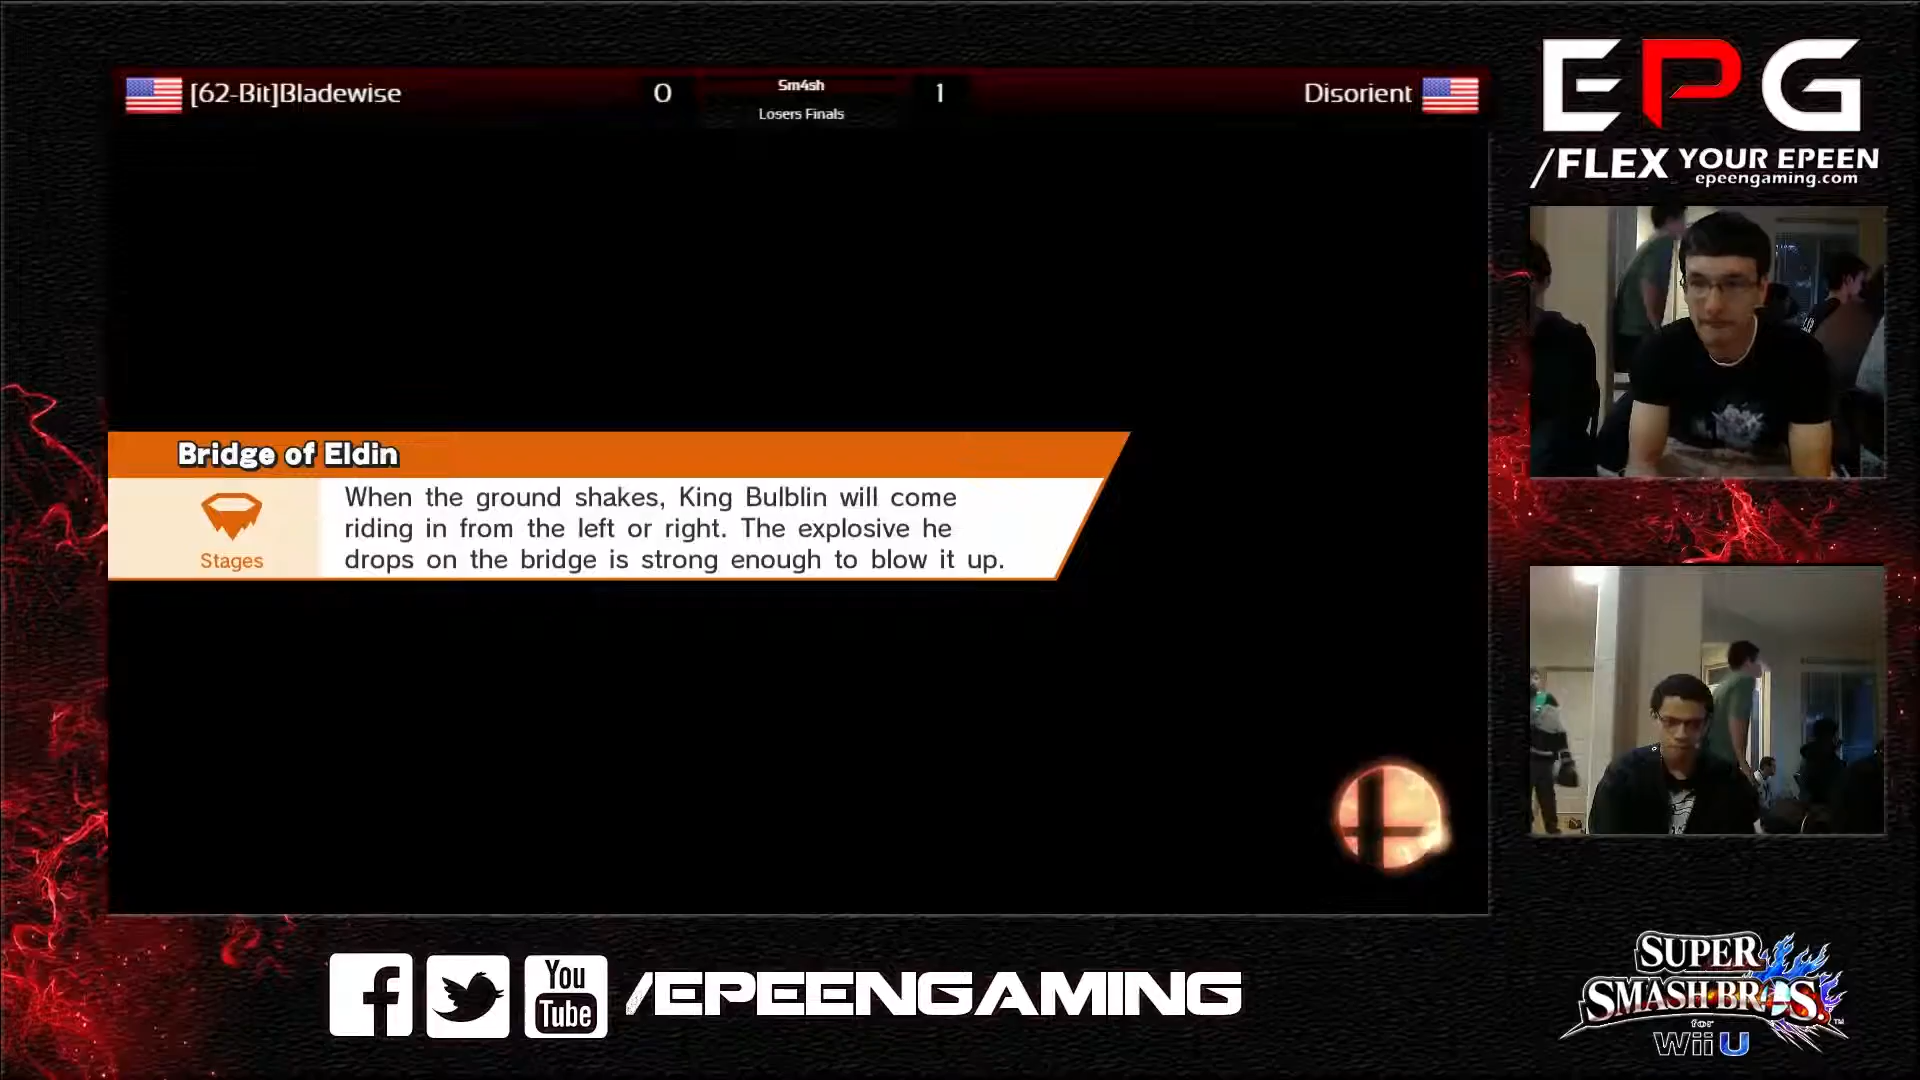 [62-Bit]Bladewise
0
Sm4sh
Losers Finals
1
Disorient
EPG
/FLEX YOUR EPEEN
epeengaming.com
Bridge of Eldin
Stages
When the ground shakes, King Bulblin will come
riding in from the left or right. The explosive he
drops on the bridge is strong enough to blow it up.
You
Tube
/EPEENGAMING
SUPER
SMASH BROS.™
for
Wii U